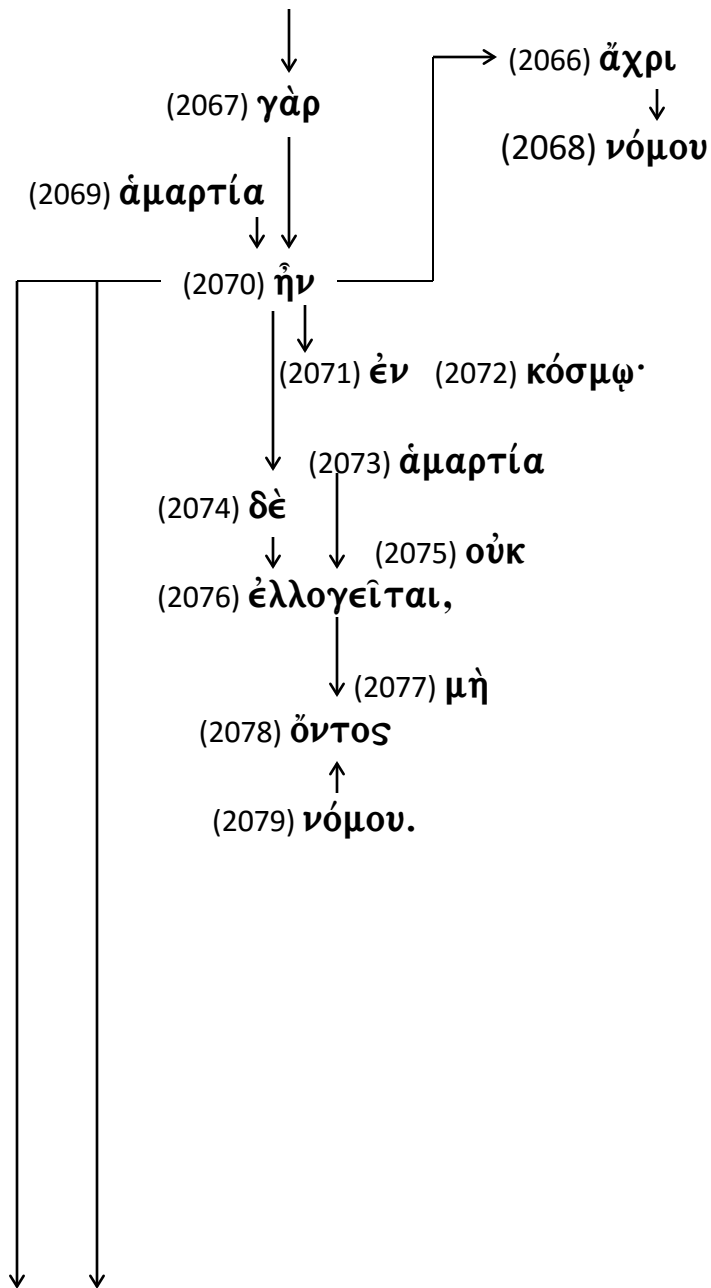 (2066) ἄχρι
(2067) γὰρ
(2068) νόμου
(2069) ἁμαρτία
(2070) ἦν
(2071) ἐν (2072) κόσμῳ·
(2073) ἁμαρτία
(2074) δὲ
(2075) οὐκ
(2076) ἐλλογεῖται,
(2077) μὴ
(2078) ὄντος
(2079) νόμου.